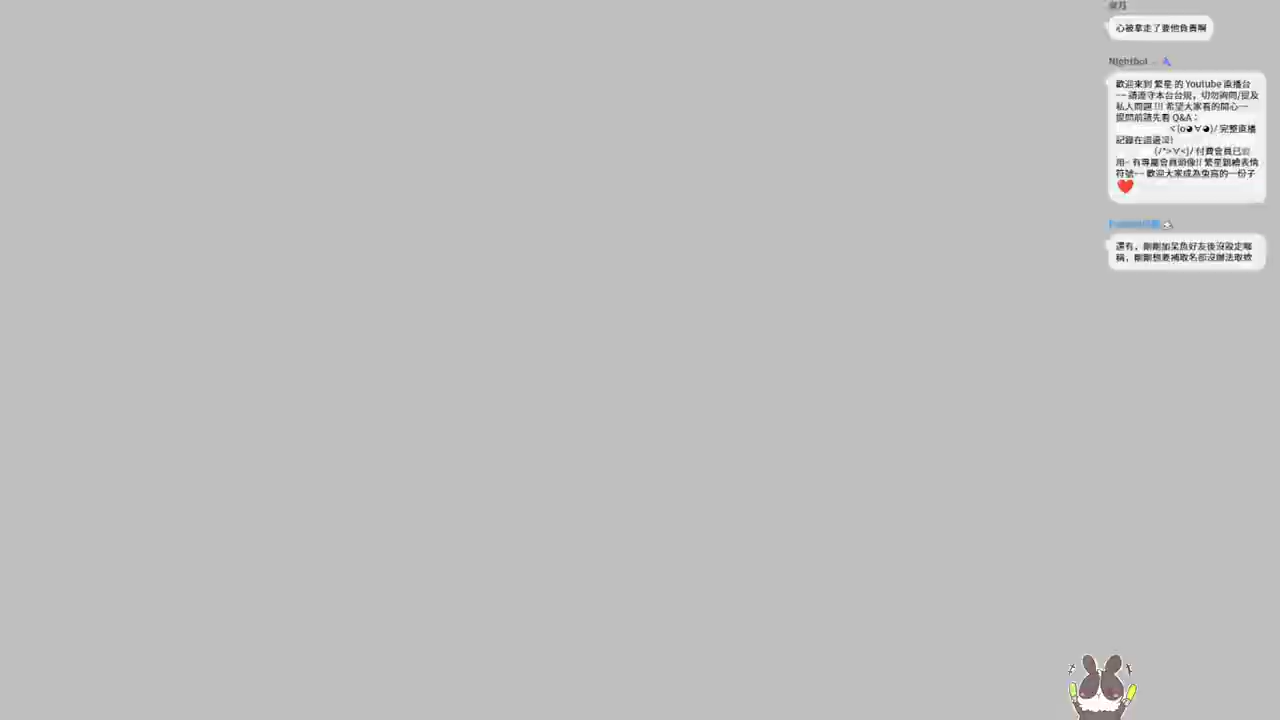 心被拿走了要他負責啊
Nightbot
歡迎來到 繁星 的 Youtube 直播台
~~ 請遵守本台台規，切勿詢問/提及
私人問題 !!! 希望大家看的開心~~
提問前請先看 Q&A：
ヾ(o◕∀◕)ﾉ 完整直播
記錄在這邊
(ﾉ*>∀<)ﾉ 付費會員已啟
用~ 有專屬會員頭像!! 繁星親繪表情
符號~~ 歡迎大家成為兔窩的一份子
❤️
還有，剛剛加呆魚好友後沒設定暱
稱，剛剛想要補取名卻沒辦法取欸